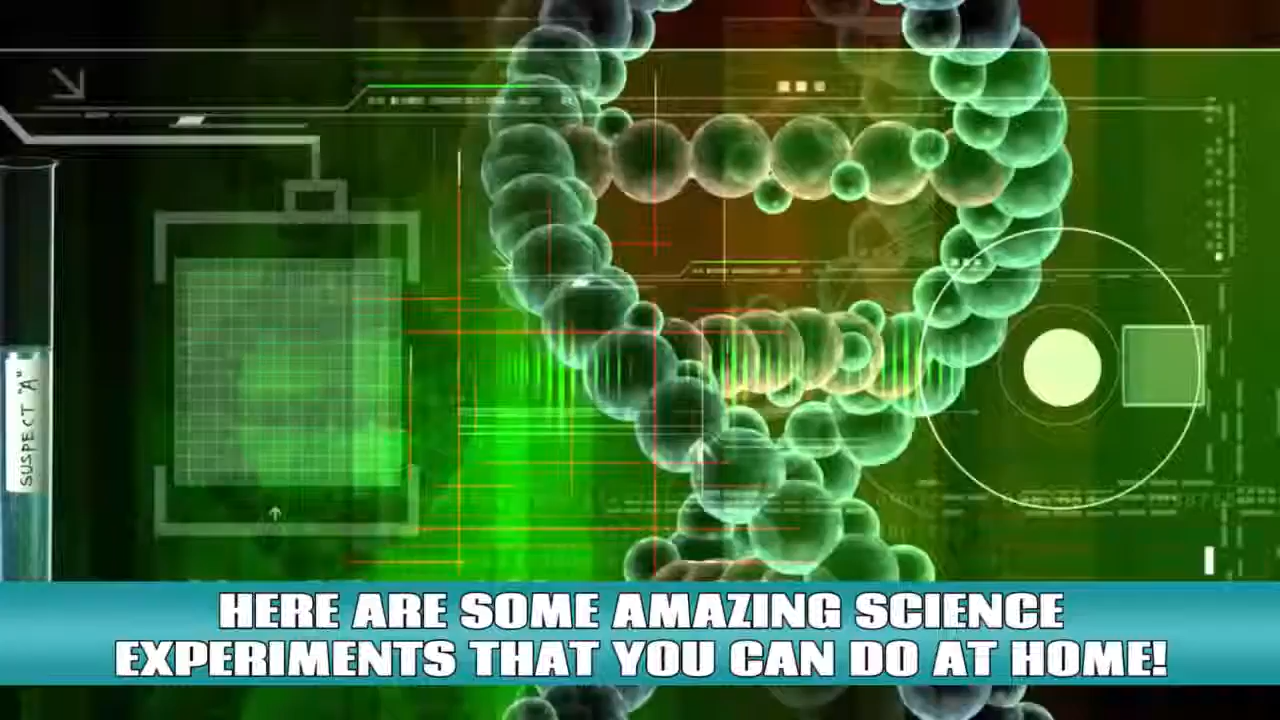 SUSPECT "A"
HERE ARE SOME AMAZING SCIENCE
EXPERIMENTS THAT YOU CAN DO AT HOME!